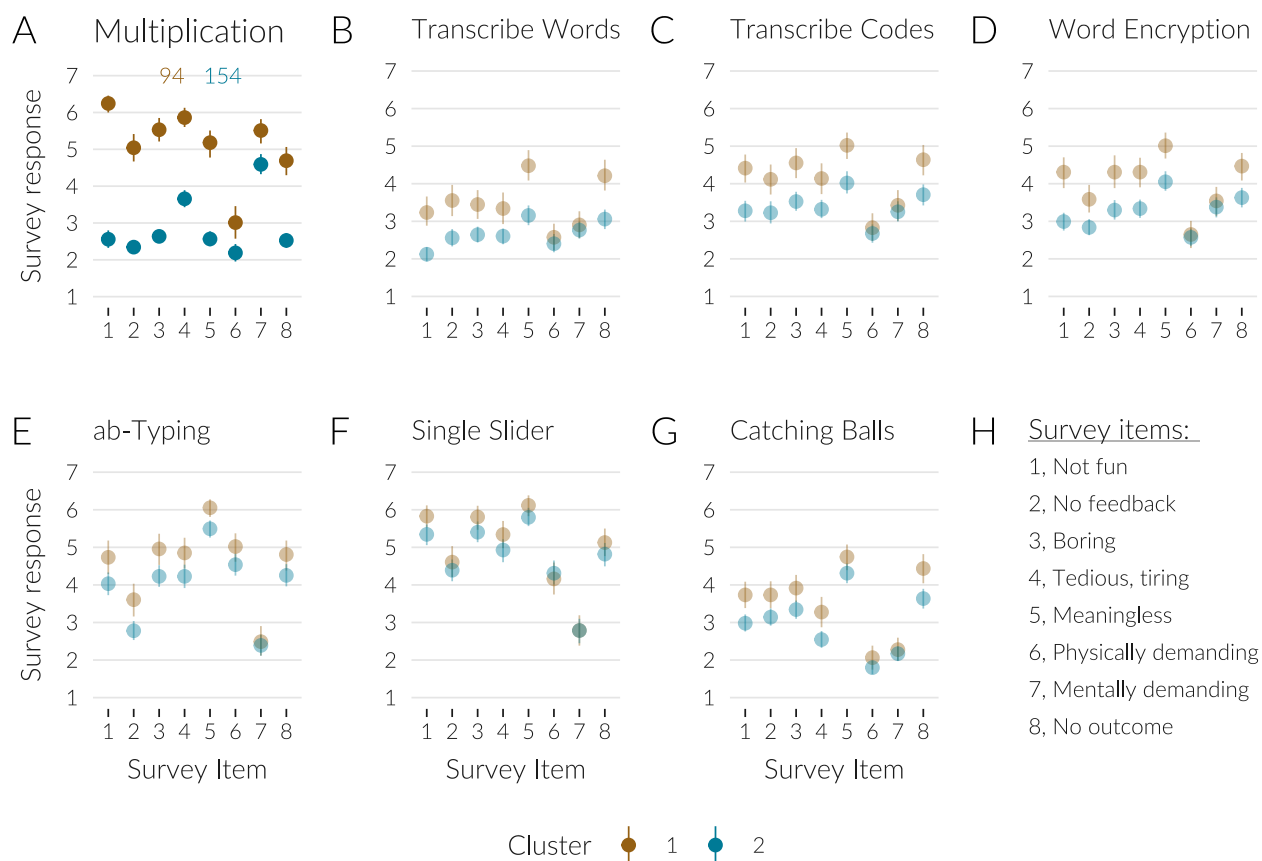 A Multiplication
94 154
Survey response
7
6
5
4
3
2
1
1 2 3 4 5 6 7 8
B Transcribe Words
7
6
5
4
3
2
1
1 2 3 4 5 6 7 8
C Transcribe Codes
7
6
5
4
3
2
1
1 2 3 4 5 6 7 8
D Word Encryption
7
6
5
4
3
2
1
1 2 3 4 5 6 7 8
E ab-Typing
Survey response
7
6
5
4
3
2
1
1 2 3 4 5 6 7 8
Survey Item
F Single Slider
7
6
5
4
3
2
1
1 2 3 4 5 6 7 8
Survey Item
G Catching Balls
7
6
5
4
3
2
1
1 2 3 4 5 6 7 8
Survey Item
H Survey items:
1, Not fun
2, No feedback
3, Boring
4, Tedious, tiring
5, Meaningless
6, Physically demanding
7, Mentally demanding
8, No outcome
Cluster 1 2